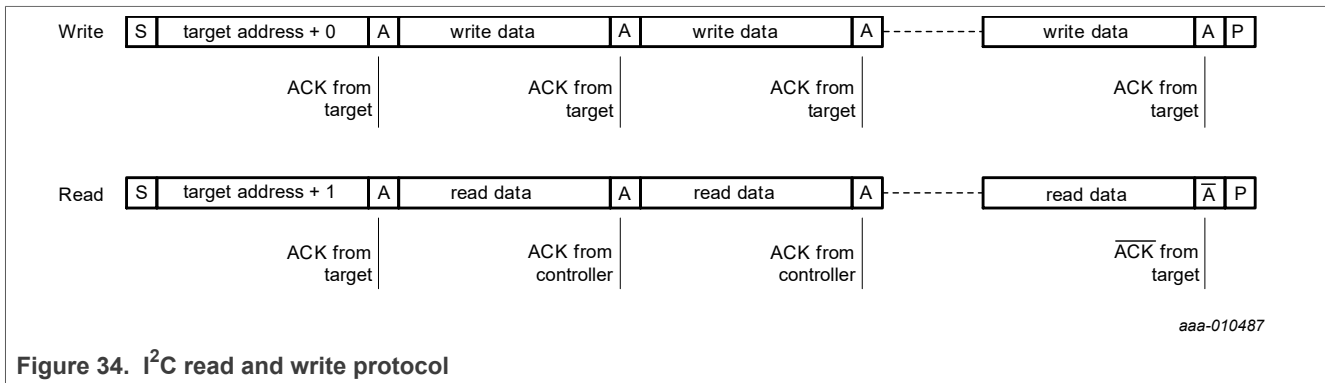 Write S target address + 0 A write data A write data A write data A P
ACK from target ACK from target ACK from target ACK from target
Read S target address + 1 A read data A read data A read data A̅ P
ACK from target ACK from controller ACK from controller A̅C̅K̅ from target
aaa-010487
Figure 34. I²C read and write protocol